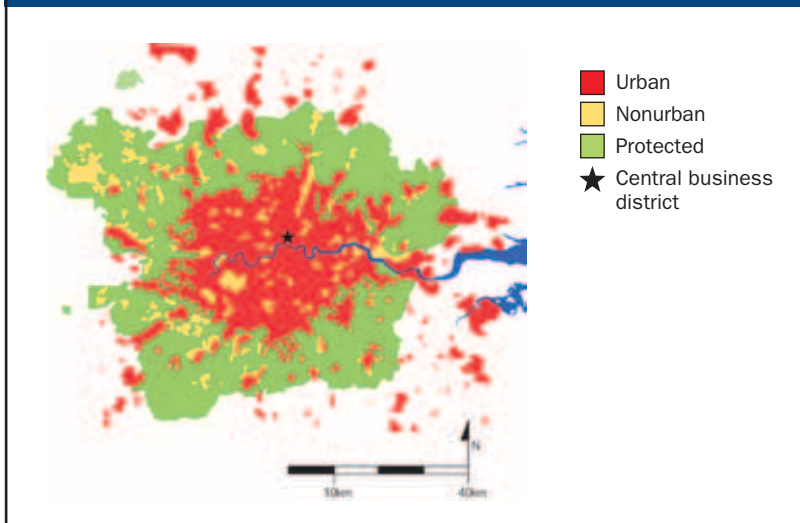 Urban
Nonurban
Protected
Central business
district
N
10km
40km